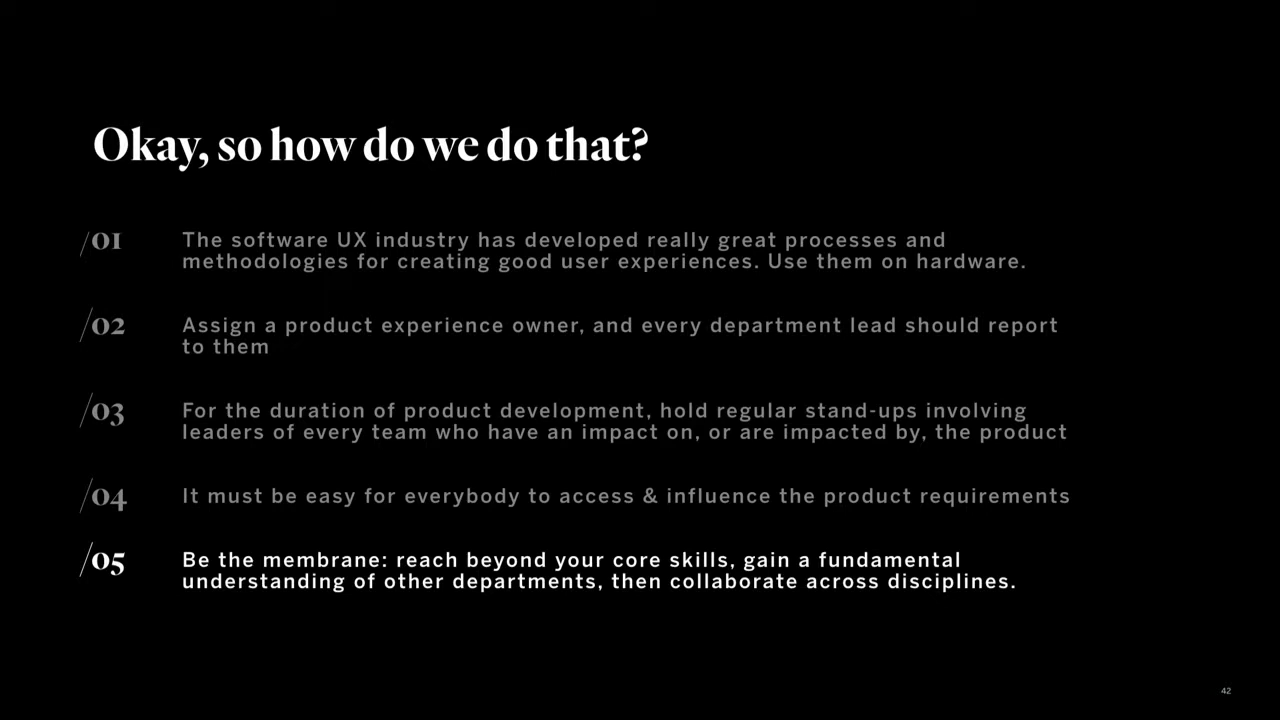 Okay, so how do we do that?
/01 The software UX industry has developed really great processes and
methodologies for creating good user experiences. Use them on hardware.
/02 Assign a product experience owner, and every department lead should report
to them
/03 For the duration of product development, hold regular stand-ups involving
leaders of every team who have an impact on, or are impacted by, the product
/04 It must be easy for everybody to access & influence the product requirements
/05 Be the membrane: reach beyond your core skills, gain a fundamental
understanding of other departments, then collaborate across disciplines.
42